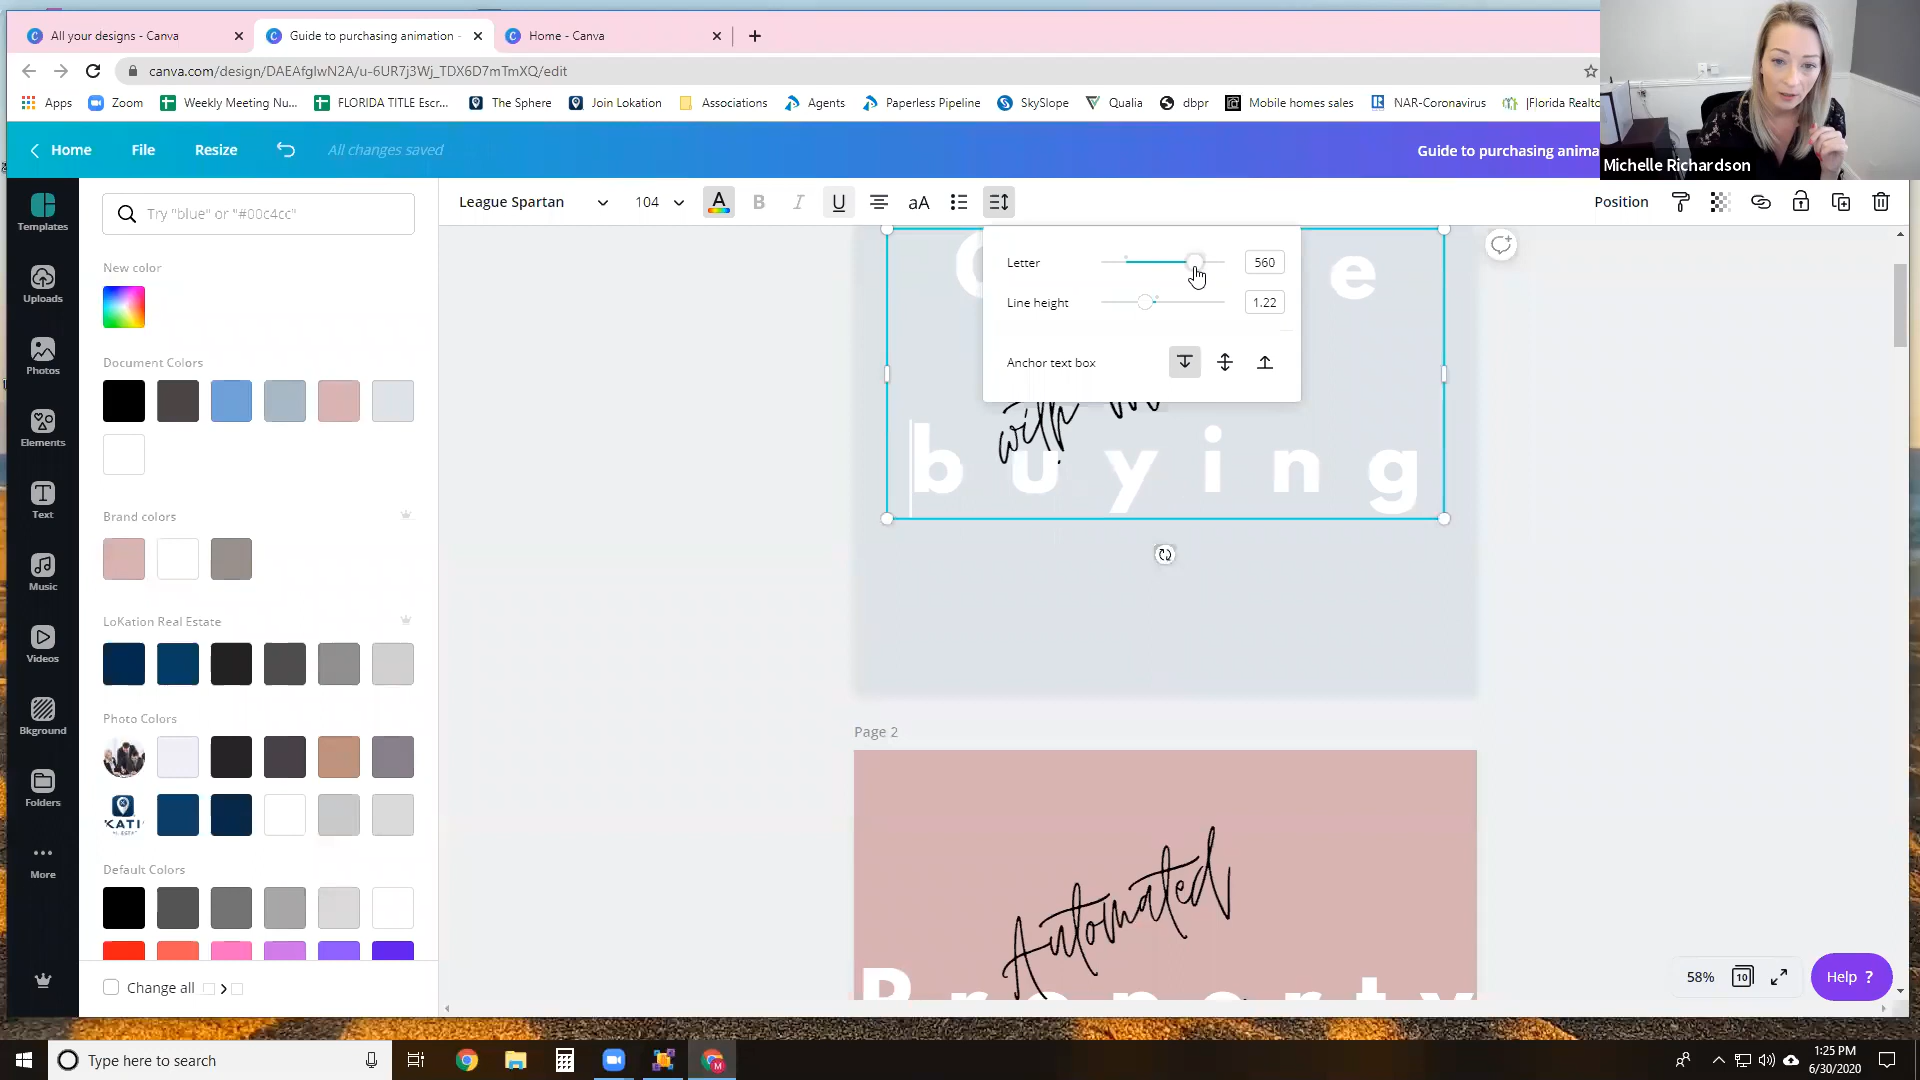 All your designs - Canva
Guide to purchasing animation -
Home - Canva
canva.com/design/DAEAfglwN2A/u-6UR7j3Wj_TDX6D7mTmXQ/edit
Apps
Zoom
Weekly Meeting Nu...
FLORIDA TITLE Escr...
The Sphere
Join Lokation
Associations
Agents
Paperless Pipeline
SkySlope
Qualia
dbpr
Mobile homes sales
NAR-Coronavirus
|Florida Realto
Michelle Richardson
Home
File
Resize
All changes saved
Guide to purchasing anima
League Spartan
104
A
B
I
U
aA
Position
Templates
Uploads
Photos
Elements
Text
Music
Videos
Bkground
Folders
More
Try "blue" or "#00c4cc"
New color
Document Colors
Brand colors
LoKation Real Estate
Photo Colors
KATI
Default Colors
Change all
Letter
560
Line height
1.22
Anchor text box
e
with
buying
Page 2
Automated
Property
58%
10
Help ?
Type here to search
1:25 PM
6/30/2020